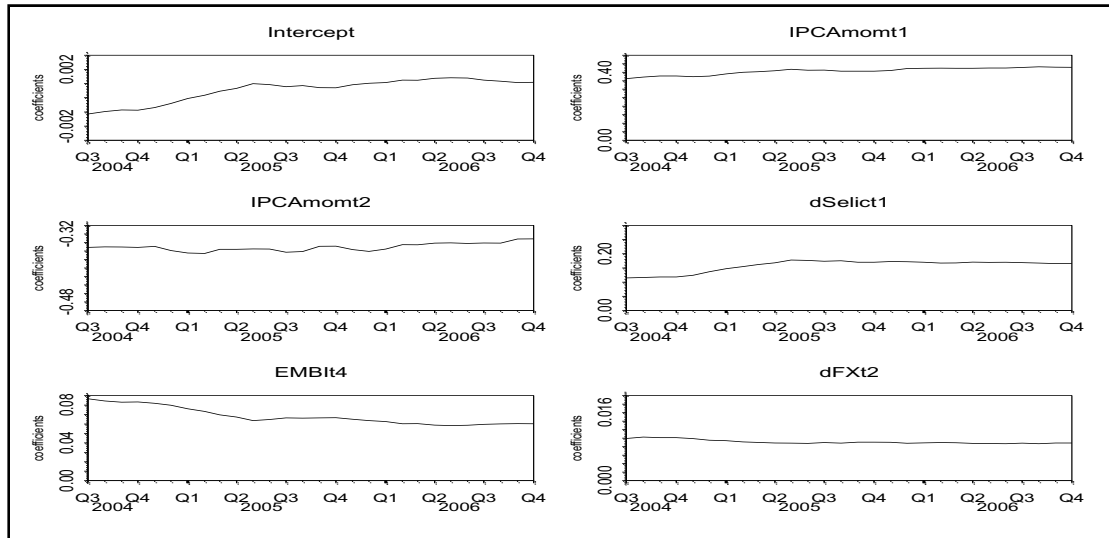 Intercept
coefficients
0.002
-0.002
Q3 Q4 Q1 Q2 Q3 Q4 Q1 Q2 Q3 Q4
2004 2005 2006
IPCAmomt1
0.40
0.00
Q3 Q4 Q1 Q2 Q3 Q4 Q1 Q2 Q3 Q4
2004 2005 2006
IPCAmomt2
coefficients
-0.32
-0.48
Q3 Q4 Q1 Q2 Q3 Q4 Q1 Q2 Q3 Q4
2004 2005 2006
dSelict1
0.20
0.00
Q3 Q4 Q1 Q2 Q3 Q4 Q1 Q2 Q3 Q4
2004 2005 2006
EMBIt4
coefficients
0.08
0.04
0.00
Q3 Q4 Q1 Q2 Q3 Q4 Q1 Q2 Q3 Q4
2004 2005 2006
dFXt2
0.016
0.000
Q3 Q4 Q1 Q2 Q3 Q4 Q1 Q2 Q3 Q4
2004 2005 2006